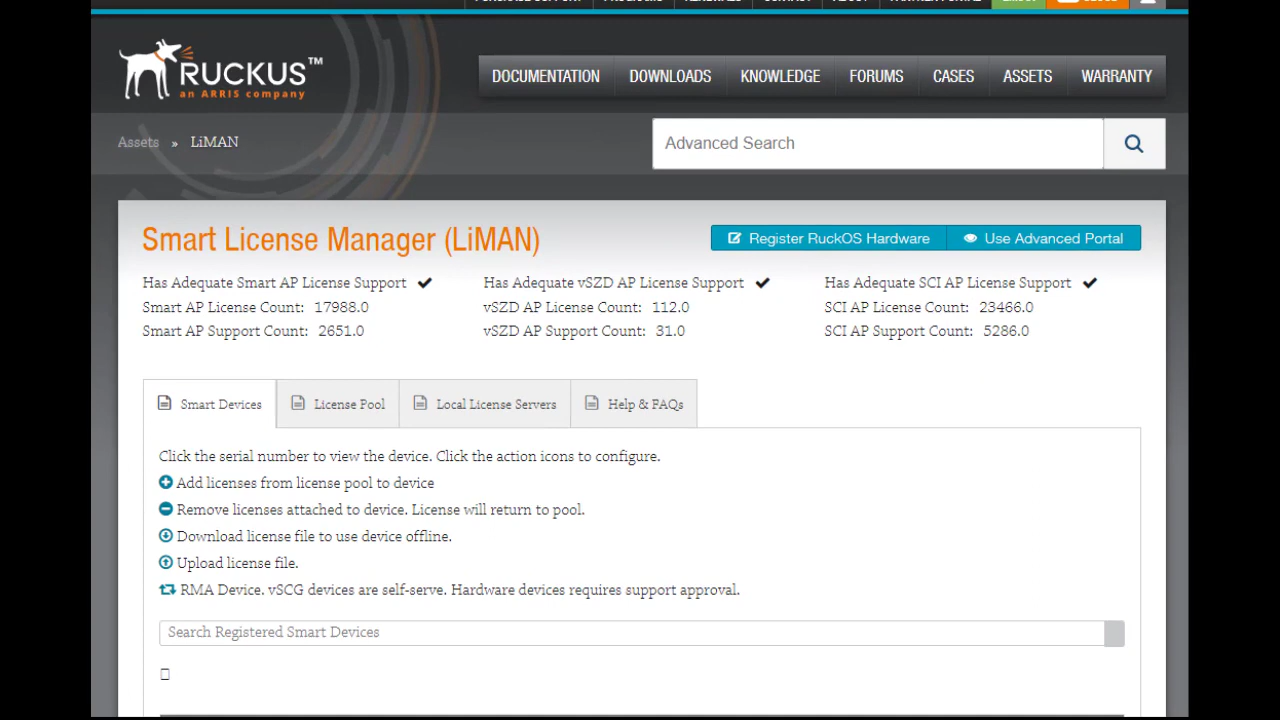 RUCKUS™
an ARRIS company
DOCUMENTATION DOWNLOADS KNOWLEDGE FORUMS CASES ASSETS WARRANTY
Assets » LiMAN
Advanced Search
Smart License Manager (LiMAN)
Register RuckOS Hardware Use Advanced Portal
Has Adequate Smart AP License Support ✔ Has Adequate vSZD AP License Support ✔ Has Adequate SCI AP License Support ✔
Smart AP License Count: 17988.0 vSZD AP License Count: 112.0 SCI AP License Count: 23466.0
Smart AP Support Count: 2651.0 vSZD AP Support Count: 31.0 SCI AP Support Count: 5286.0
Smart Devices License Pool Local License Servers Help & FAQs
Click the serial number to view the device. Click the action icons to configure.
Add licenses from license pool to device
Remove licenses attached to device. License will return to pool.
Download license file to use device offline.
Upload license file.
RMA Device. vSCG devices are self-serve. Hardware devices requires support approval.
Search Registered Smart Devices